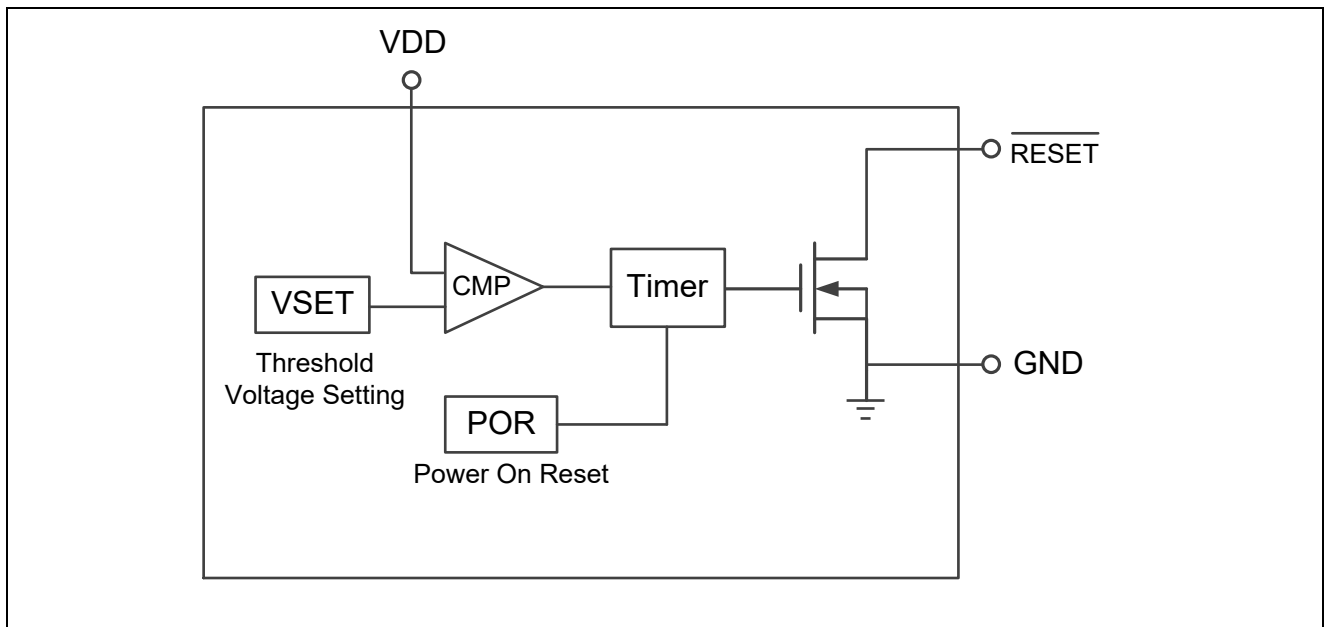 VDD
RESET
CMP
Timer
VSET
Threshold
Voltage Setting
GND
POR
Power On Reset